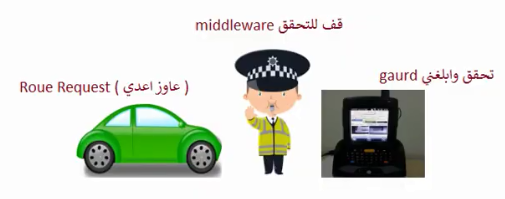 قف للتحقق middleware
تحقق وابلغني gaurd
Roue Request ( عاوز اعدي )